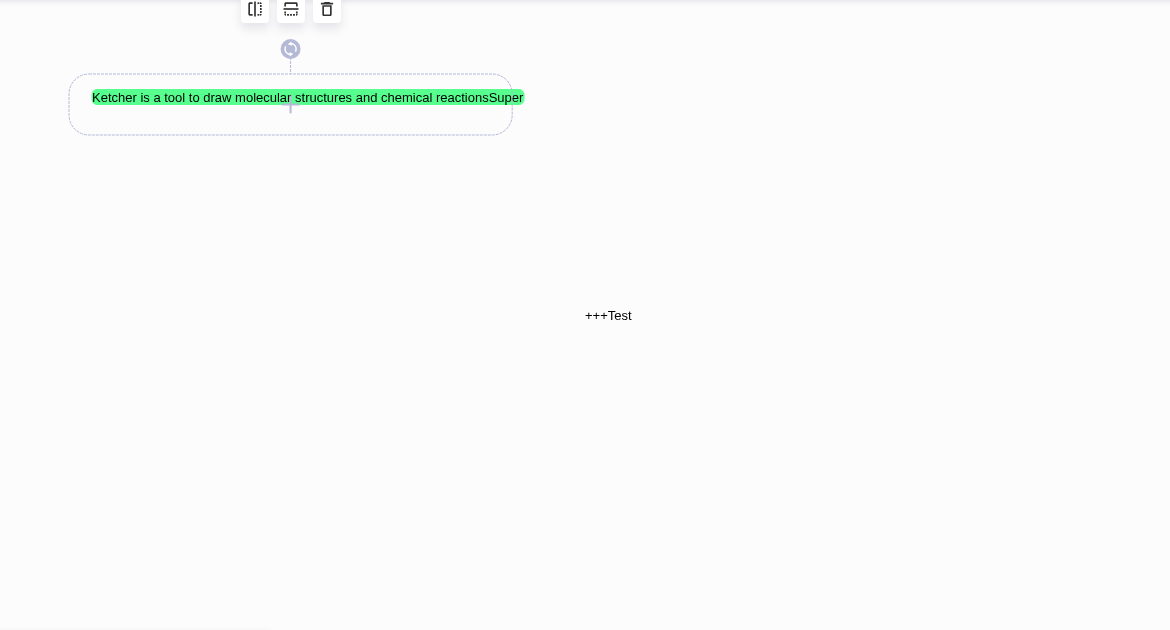 Ketcher is a tool to draw molecular structures and chemical reactionsSuper
+++Test